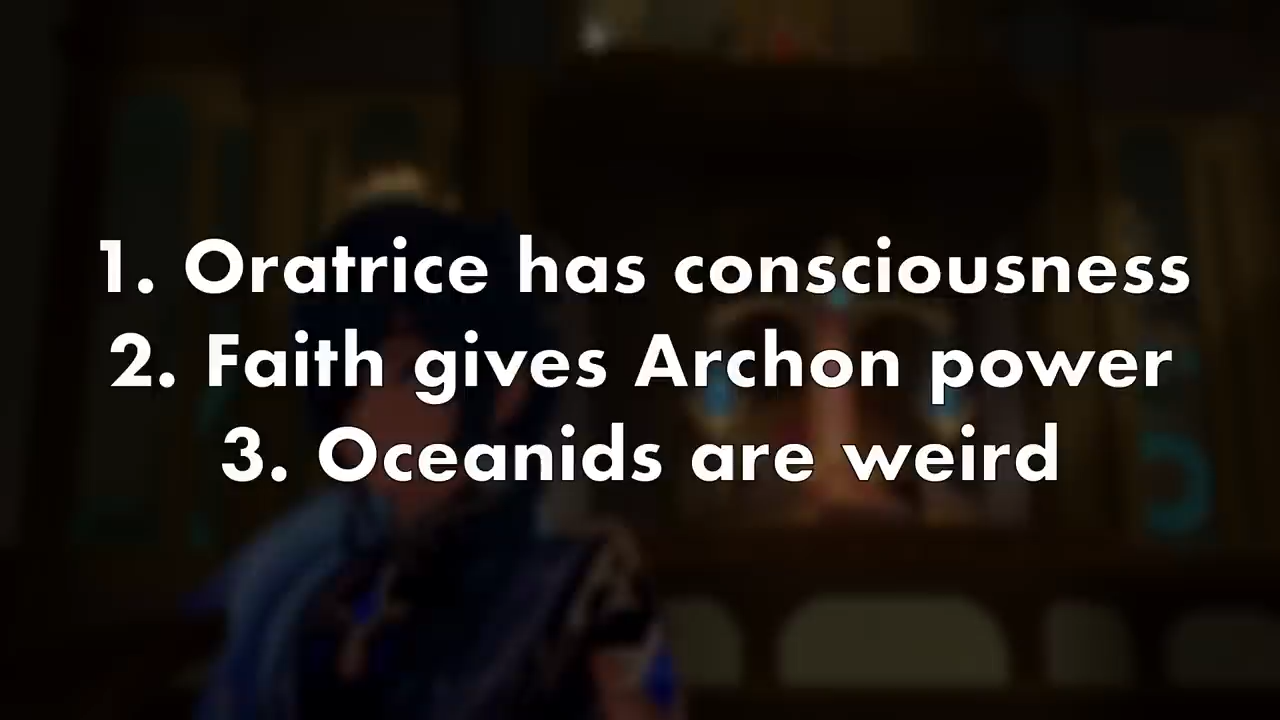 1. Oratrice has consciousness
2. Faith gives Archon power
3. Oceanids are weird